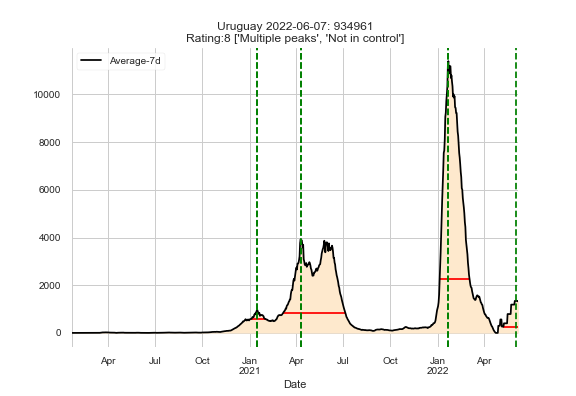 Uruguay 2022-06-07: 934961
Rating:8 ['Multiple peaks', 'Not in control']
Average-7d
10000
8000
6000
4000
2000
0
Apr Jul Oct Jan Apr Jul Oct Jan Apr
2021 2022
Date